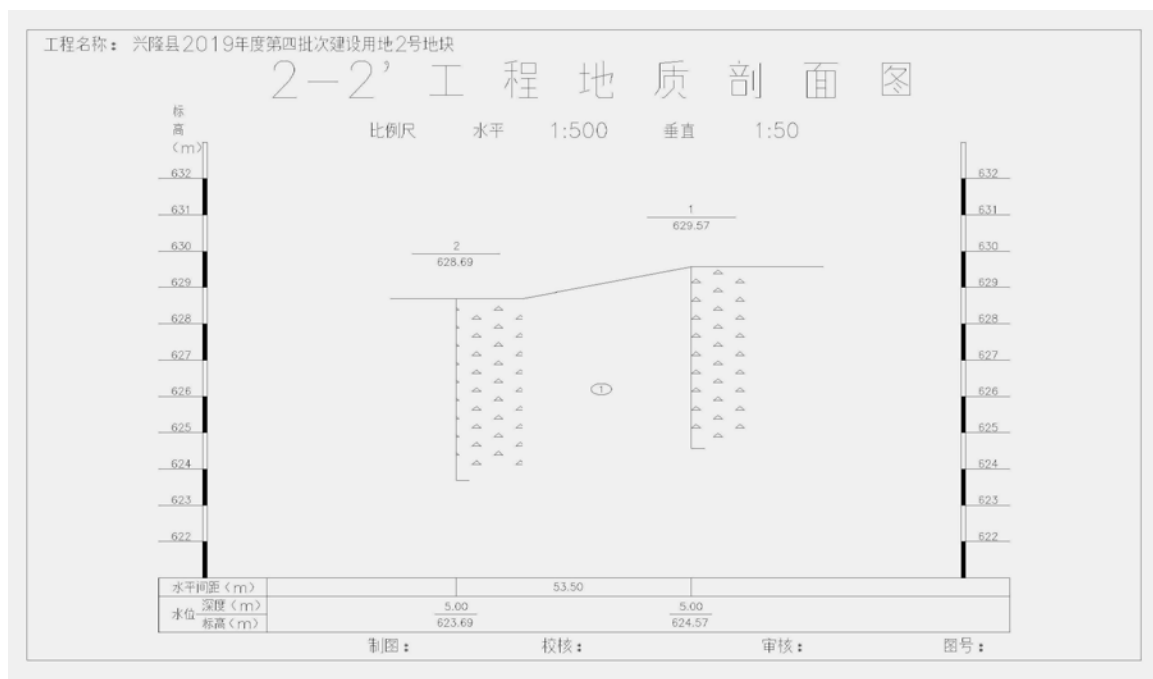 工程名称： 兴隆县2019年度第四批次建设用地2号地块
2-2'工程地质剖面图
比例尺 水平 1:500 垂直 1:50
标
高
(m)
632 632
631 631
630 630
629 629
628 628
627 627
626 626
625 625
624 624
623 623
622 622
1
629.57
2
628.69
①
水平间距(m) 53.50
水位 深度(m) 5.00 5.00
标高(m) 623.69 624.57
制图： 校核： 审核： 图号：